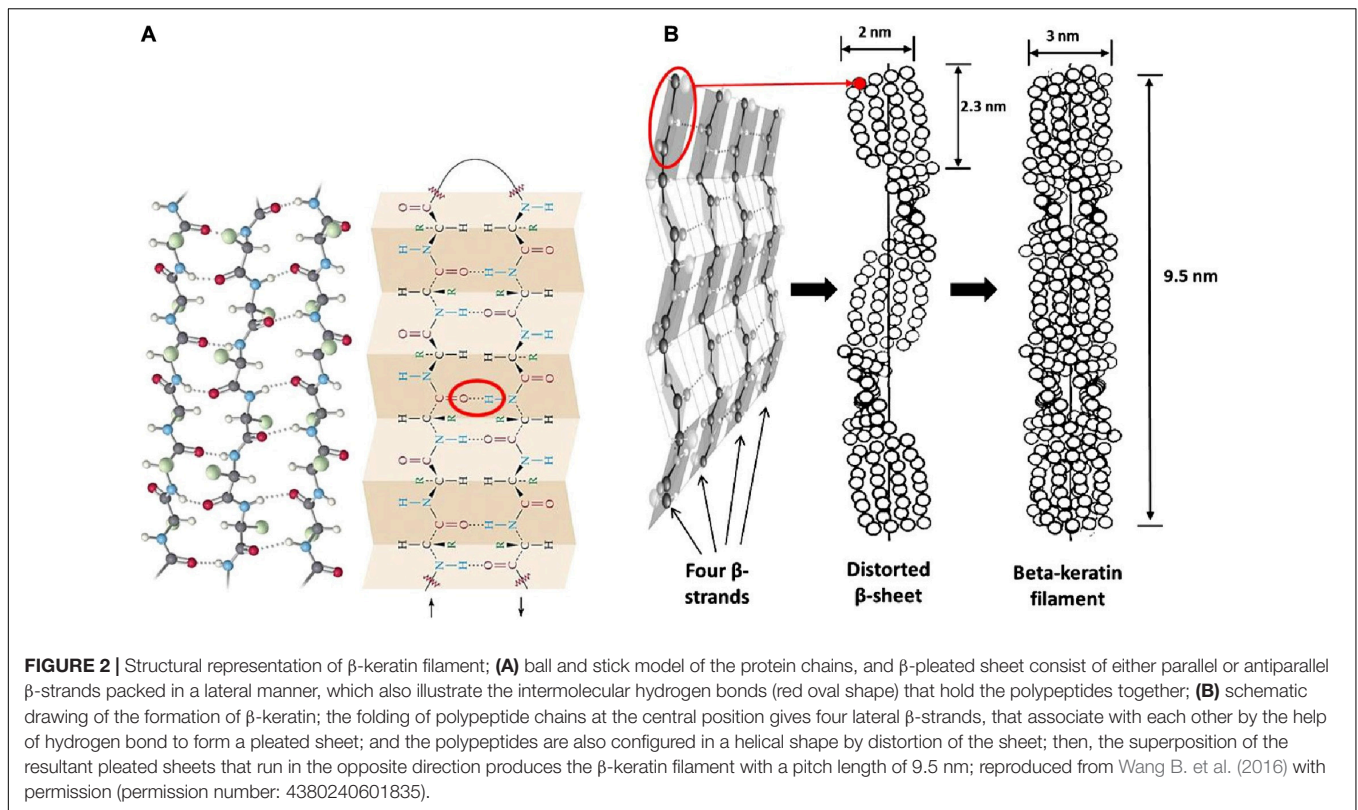 A
B
2 nm
3 nm
2.3 nm
9.5 nm
Four β-
strands
Distorted
β-sheet
Beta-keratin
filament
FIGURE 2 | Structural representation of β-keratin filament; (A) ball and stick model of the protein chains, and β-pleated sheet consist of either parallel or antiparallel
β-strands packed in a lateral manner, which also illustrate the intermolecular hydrogen bonds (red oval shape) that hold the polypeptides together; (B) schematic
drawing of the formation of β-keratin; the folding of polypeptide chains at the central position gives four lateral β-strands, that associate with each other by the help
of hydrogen bond to form a pleated sheet; and the polypeptides are also configured in a helical shape by distortion of the sheet; then, the superposition of the
resultant pleated sheets that run in the opposite direction produces the β-keratin filament with a pitch length of 9.5 nm; reproduced from Wang B. et al. (2016) with
permission (permission number: 4380240601835).